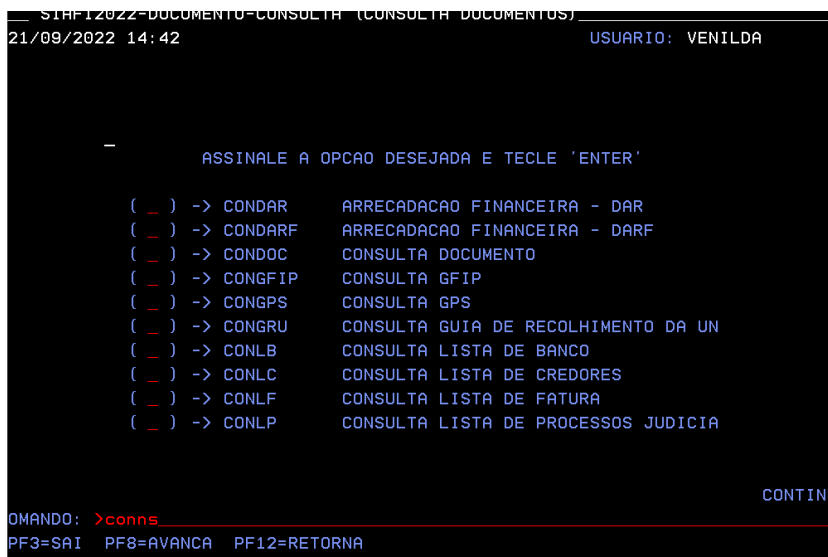 __ SIAFI2022-DOCUMENTO-CONSULTA (CONSULTA DOCUMENTOS)
21/09/2022 14:42 USUARIO: VENILDA
ASSINALE A OPCAO DESEJADA E TECLE 'ENTER'
( _ ) -> CONDAR ARRECADACAO FINANCEIRA - DAR
( _ ) -> CONDARF ARRECADACAO FINANCEIRA - DARF
( _ ) -> CONDOC CONSULTA DOCUMENTO
( _ ) -> CONGFIP CONSULTA GFIP
( _ ) -> CONGPS CONSULTA GPS
( _ ) -> CONGRU CONSULTA GUIA DE RECOLHIMENTO DA UN
( _ ) -> CONLB CONSULTA LISTA DE BANCO
( _ ) -> CONLC CONSULTA LISTA DE CREDORES
( _ ) -> CONLF CONSULTA LISTA DE FATURA
( _ ) -> CONLP CONSULTA LISTA DE PROCESSOS JUDICIA
CONTIN
OMANDO: >conns
PF3=SAI PF8=AVANCA PF12=RETORNA